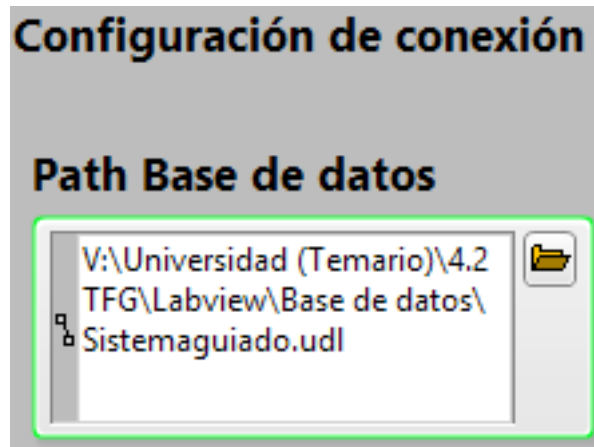 Configuración de conexión
Path Base de datos
V:\Universidad (Temario)\4.2
TFG\Labview\Base de datos\
Sistemaguiado.udl